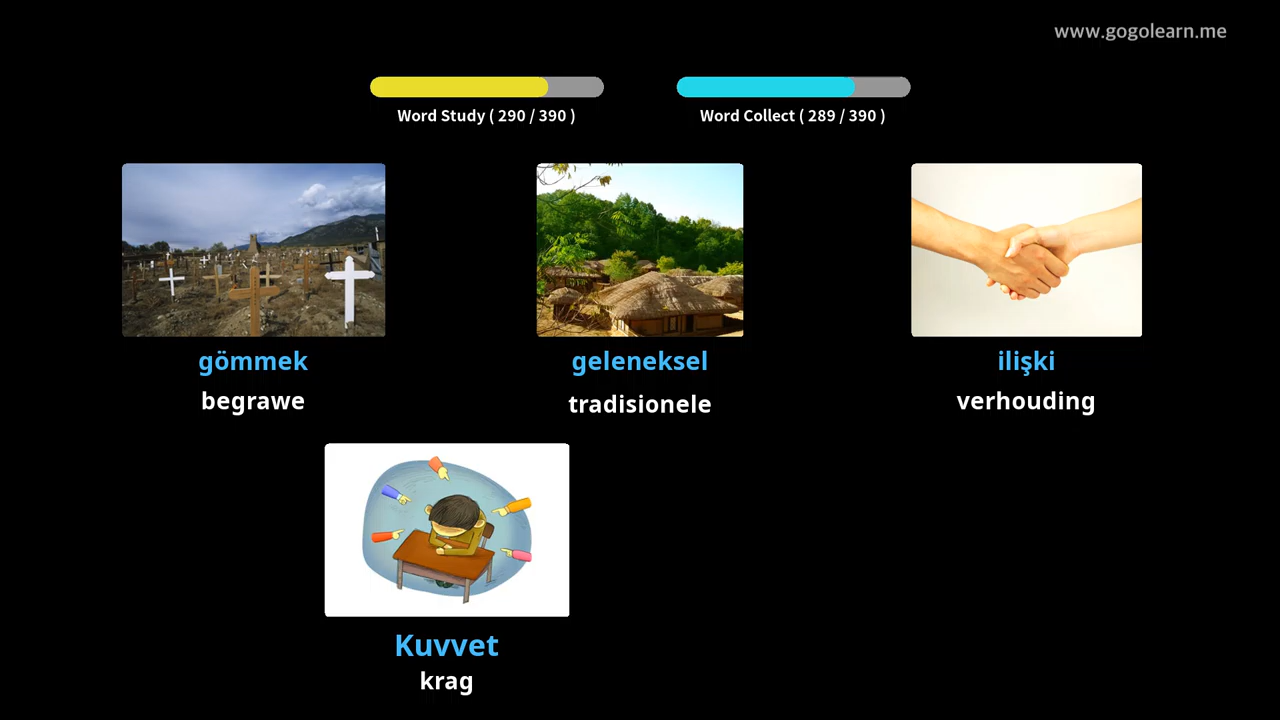 www.gogolearn.me
Word Study ( 290 / 390 )
Word Collect ( 289 / 390 )
gömmek
begrawe
geleneksel
tradisionele
ilişki
verhouding
Kuvvet
krag